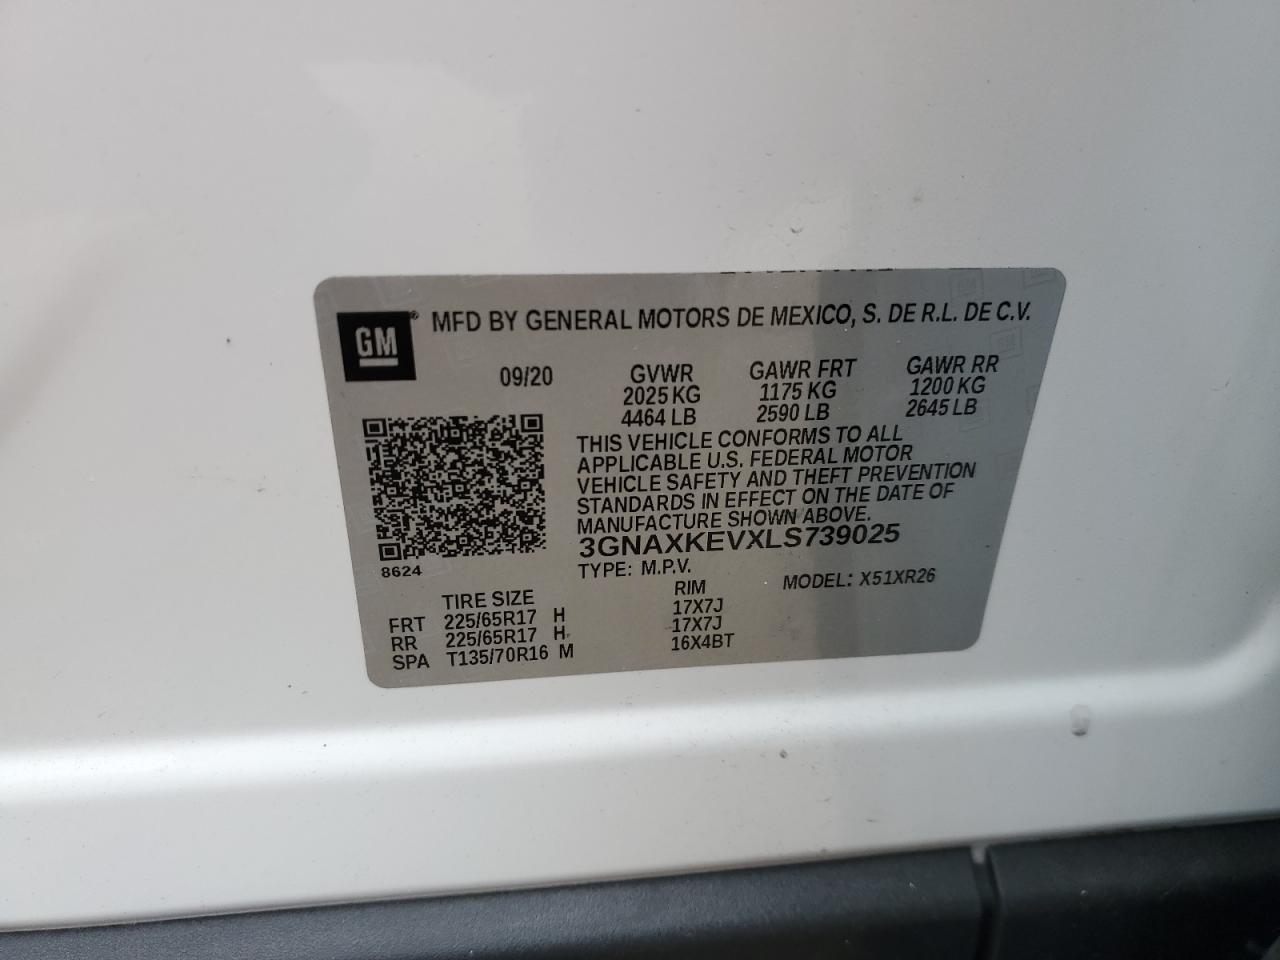 GM® MFD BY GENERAL MOTORS DE MEXICO, S. DE R.L. DE C.V.
09/20 GVWR GAWR FRT GAWR RR
2025 KG 1175 KG 1200 KG
4464 LB 2590 LB 2645 LB
THIS VEHICLE CONFORMS TO ALL
APPLICABLE U.S. FEDERAL MOTOR
VEHICLE SAFETY AND THEFT PREVENTION
STANDARDS IN EFFECT ON THE DATE OF
MANUFACTURE SHOWN ABOVE.
3GNAXKEVXLS739025
8624 TYPE: M.P.V. MODEL: X51XR26
TIRE SIZE RIM
FRT 225/65R17 H 17X7J
RR 225/65R17 H 17X7J
SPA T135/70R16 M 16X4BT